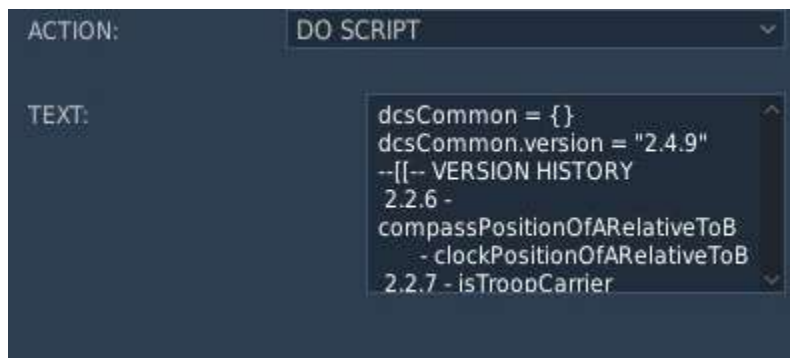 ACTION: DO SCRIPT
TEXT:
dcsCommon = {}
dcsCommon.version = "2.4.9"
--[[-- VERSION HISTORY
2.2.6 -
compassPositionOfARelativeToB
- clockPositionOfARelativeToB
2.2.7 - isTroopCarrier